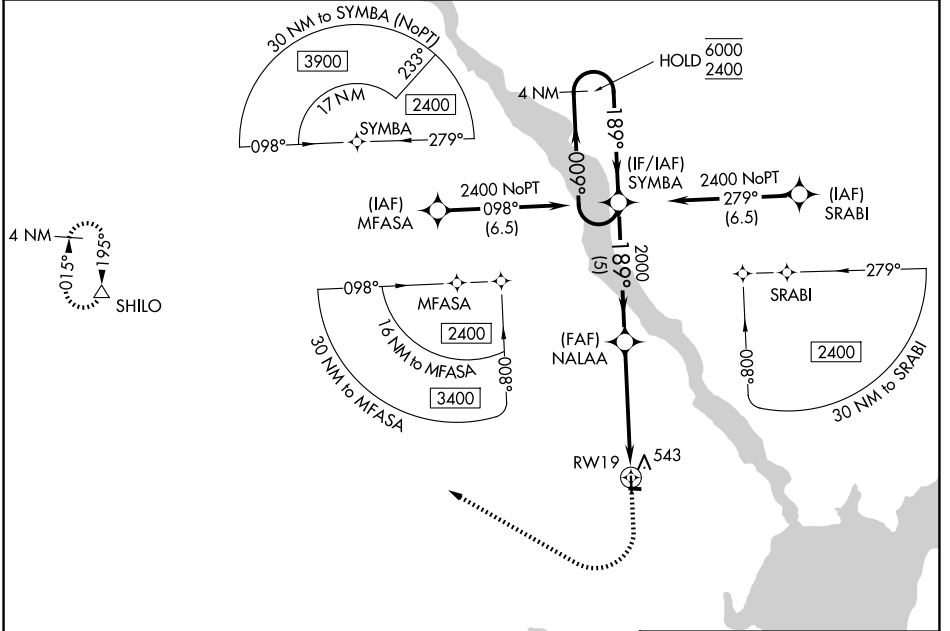 30 NM to SYMBA (NoPT)
3900
233°
17 NM
2400
SYMBA
098°
279°
HOLD 6000
2400
4 NM
189°
009°
(IF/IAF)
SYMBA
(IAF)
MFASA
2400 NoPT
098°
(6.5)
2400 NoPT
279°
(6.5)
(IAF)
SRABI
4 NM
015°
195°
SHILO
2000
189°
(5)
098°
MFASA
2400
16 NM to MFASA
3400
008°
30 NM to MFASA
(FAF)
NALAA
279°
SRABI
2400
008°
30 NM to SRABI
RW19
543